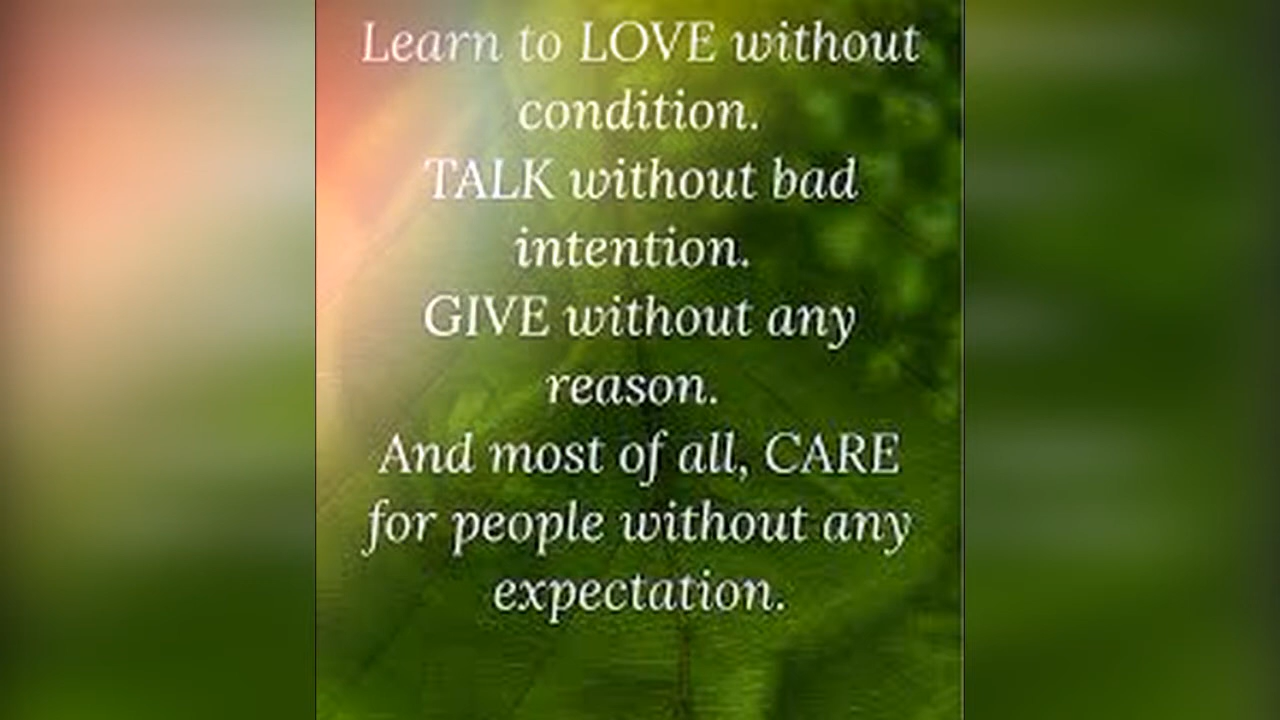 Learn to LOVE without
condition.
TALK without bad
intention.
GIVE without any
reason.
And most of all, CARE
for people without any
expectation.